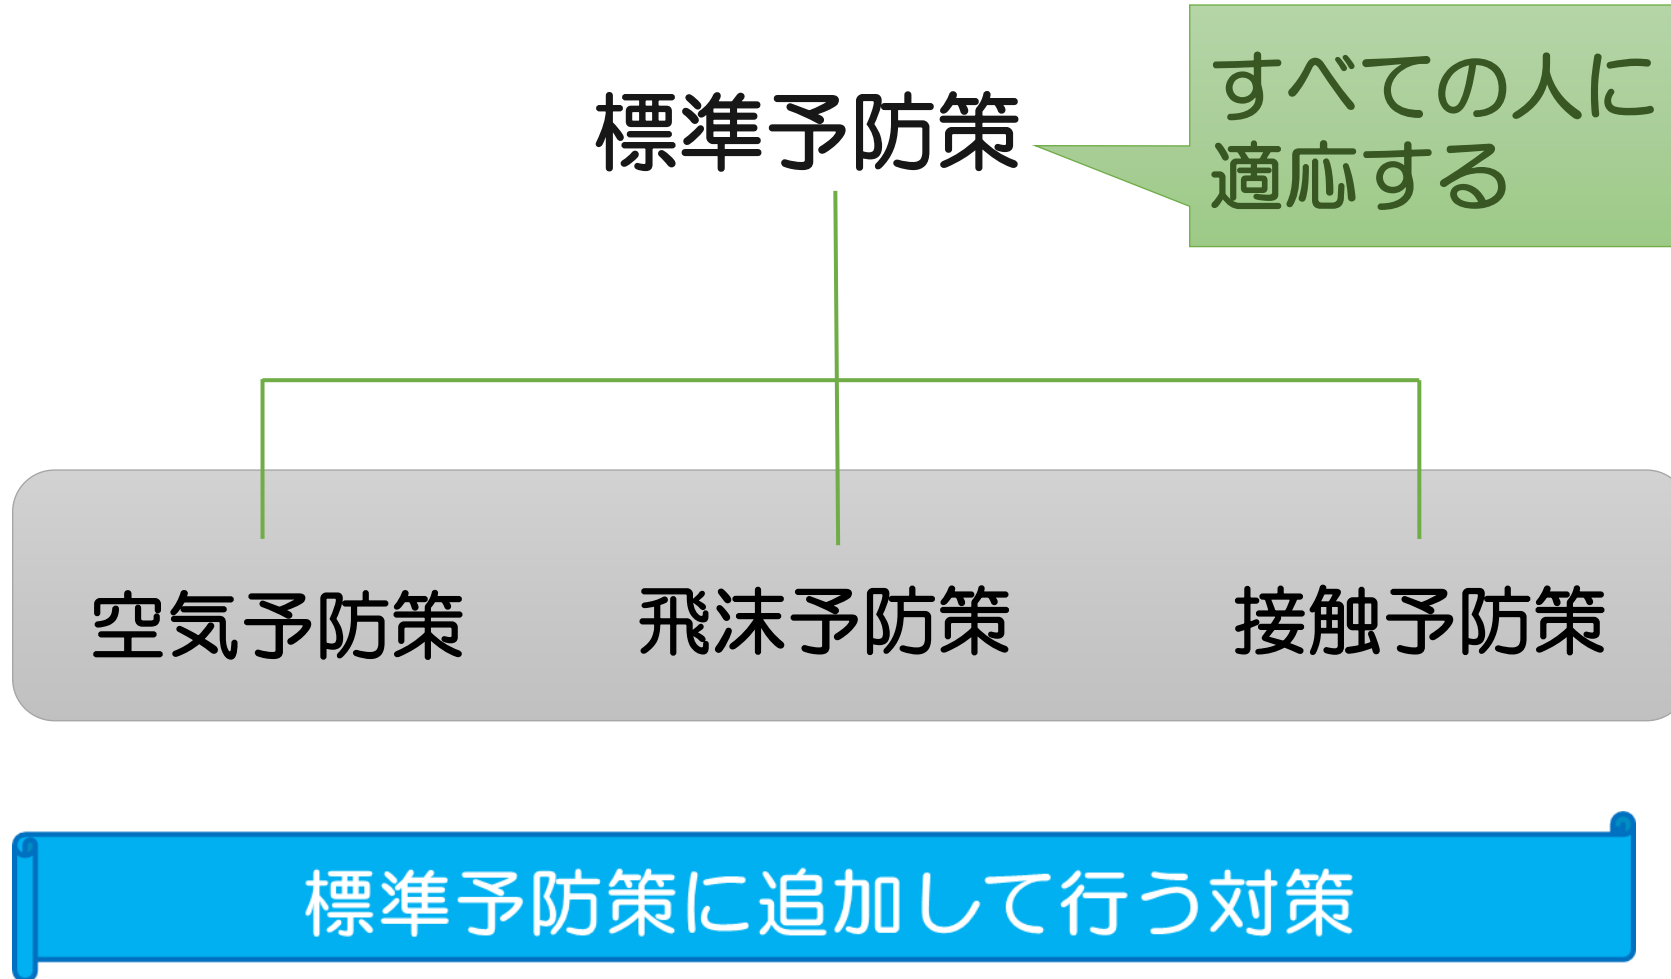 標準予防策
すべての人に
適応する
空気予防策
飛沫予防策
接触予防策
標準予防策に追加して行う対策